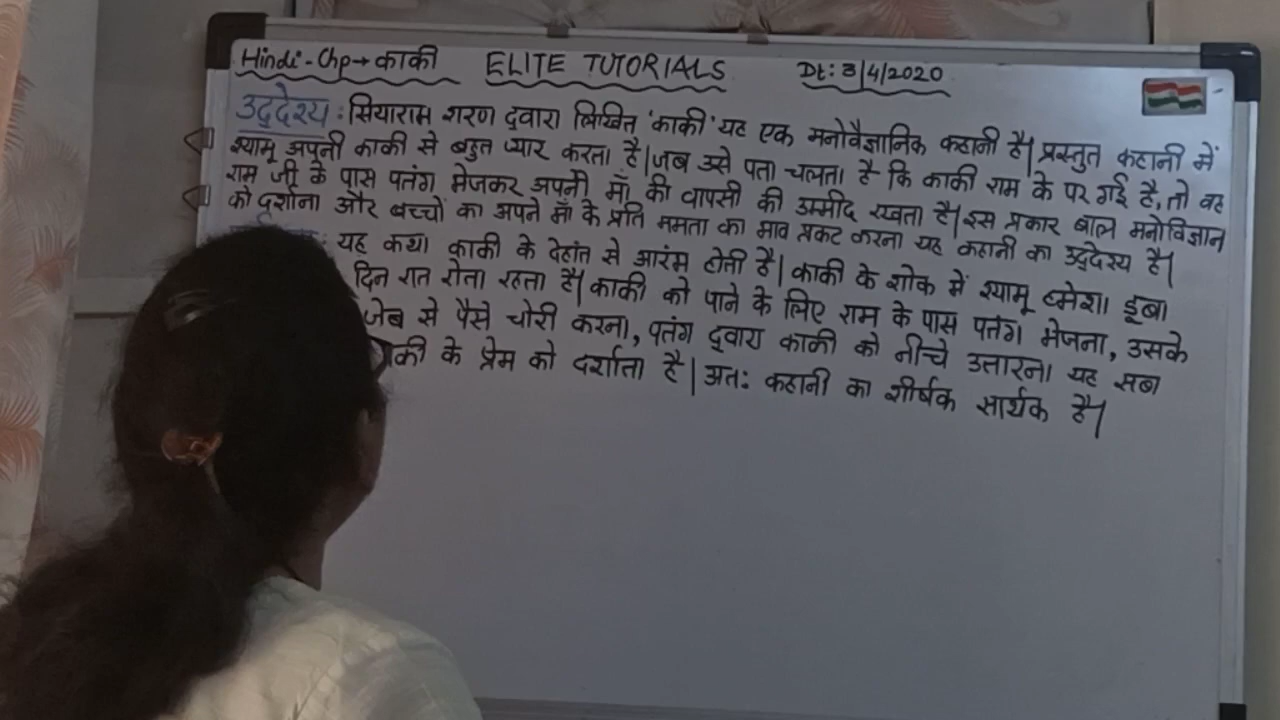 Hindi - Chp → काकी ELITE TUTORIALS Dt: 3/4/2020
उद्देश्य : सियाराम शरण द्वारा लिखित 'काकी' यह एक मनोवैज्ञानिक कहानी है। प्रस्तुत कहानी में
श्यामू अपनी काकी से बहुत प्यार करता है। जब उसे पता चलता है कि काकी राम के पर गई है, तो वह
राम जी के पास पतंग भेजकर अपनी माँ की वापसी की उम्मीद रखता है। इस प्रकार बाल मनोविज्ञान
को दर्शाना और बच्चों का अपने माँ के प्रति ममता का भाव प्रकट करना यह कहानी का उद्देश्य है।
: यह कथा काकी के देहांत से आरंभ होती है। काकी के शोक में श्यामू हमेशा डूबा
दिन रात रोता रहता है। काकी को पाने के लिए राम के पास पतंग भेजना, उसके
जेब से पैसे चोरी करना, पतंग द्वारा काकी को नीचे उतारना यह सब
काकी के प्रेम को दर्शाता है। अतः कहानी का शीर्षक सार्थक है।